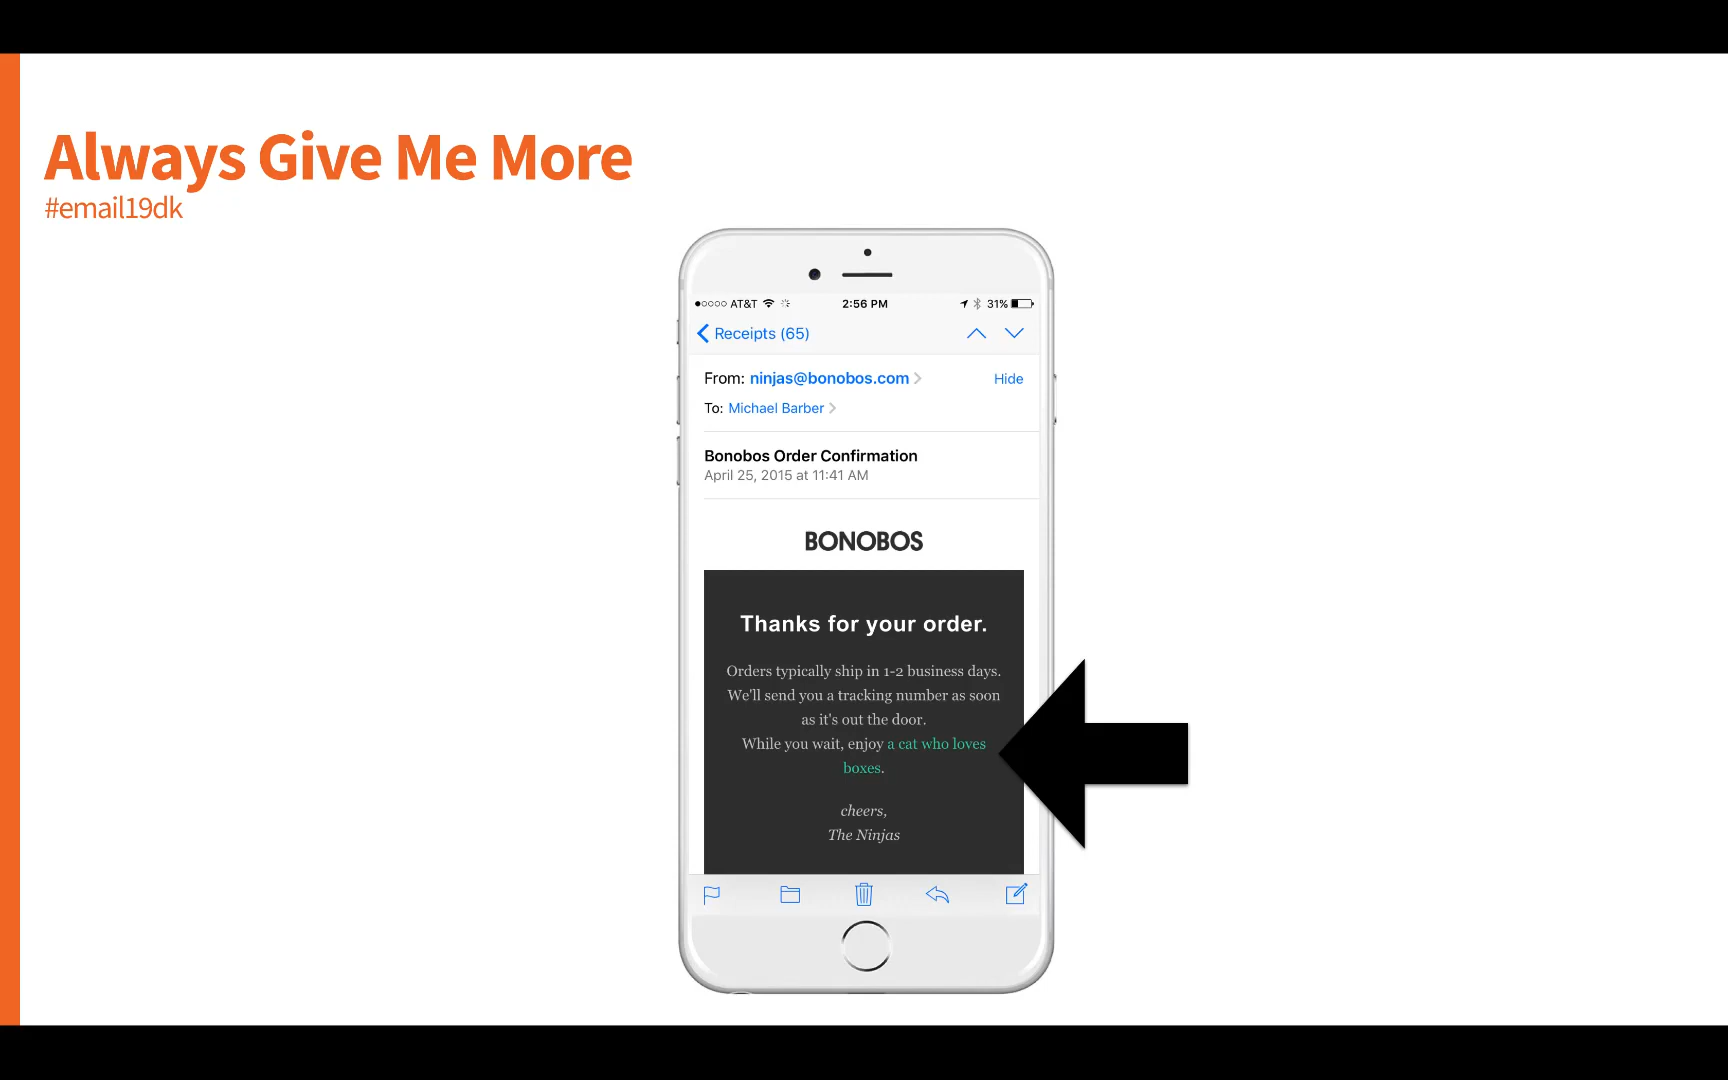 Always Give Me More
#email19dk
AT&T 2:56 PM 31%
Receipts (65)
From: ninjas@bonobos.com Hide
To: Michael Barber
Bonobos Order Confirmation
April 25, 2015 at 11:41 AM
BONOBOS
Thanks for your order.
Orders typically ship in 1-2 business days.
We'll send you a tracking number as soon
as it's out the door.
While you wait, enjoy a cat who loves
boxes.
cheers,
The Ninjas